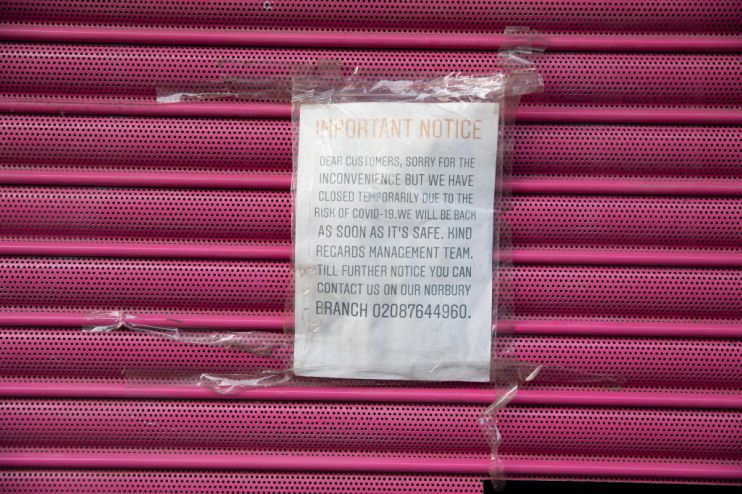 IMPORTANT NOTICE
DEAR CUSTOMERS, SORRY FOR THE
INCONVENIENCE BUT WE HAVE
CLOSED TEMPORARILY DUE TO THE
RISK OF COVID-19.WE WILL BE BACK
AS SOON AS IT'S SAFE. KIND
REGARDS MANAGEMENT TEAM.
TILL FURTHER NOTICE YOU CAN
CONTACT US ON OUR NORBURY
BRANCH 02087644960.